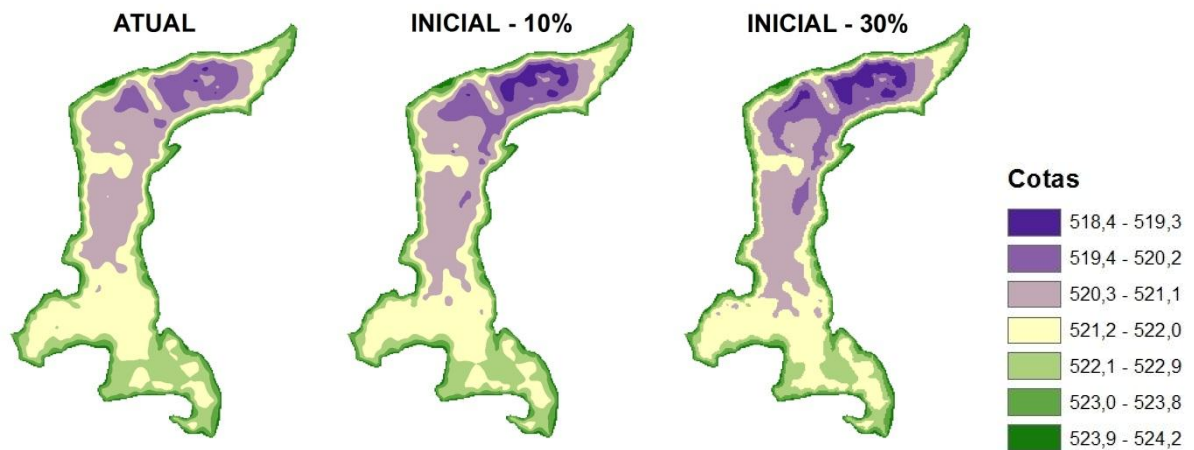 ATUAL
INICIAL - 10%
INICIAL - 30%
Cotas
518,4 - 519,3
519,4 - 520,2
520,3 - 521,1
521,2 - 522,0
522,1 - 522,9
523,0 - 523,8
523,9 - 524,2